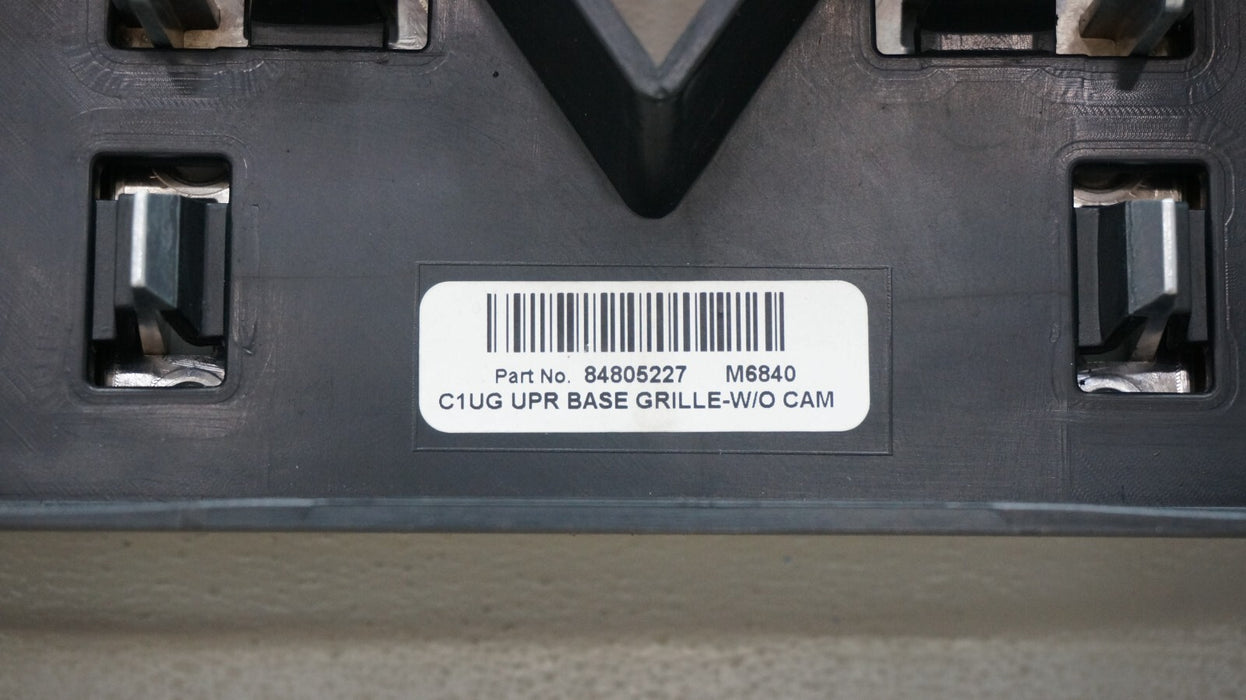 Part No. 84805227 M6840
C1UG UPR BASE GRILLE-W/O CAM